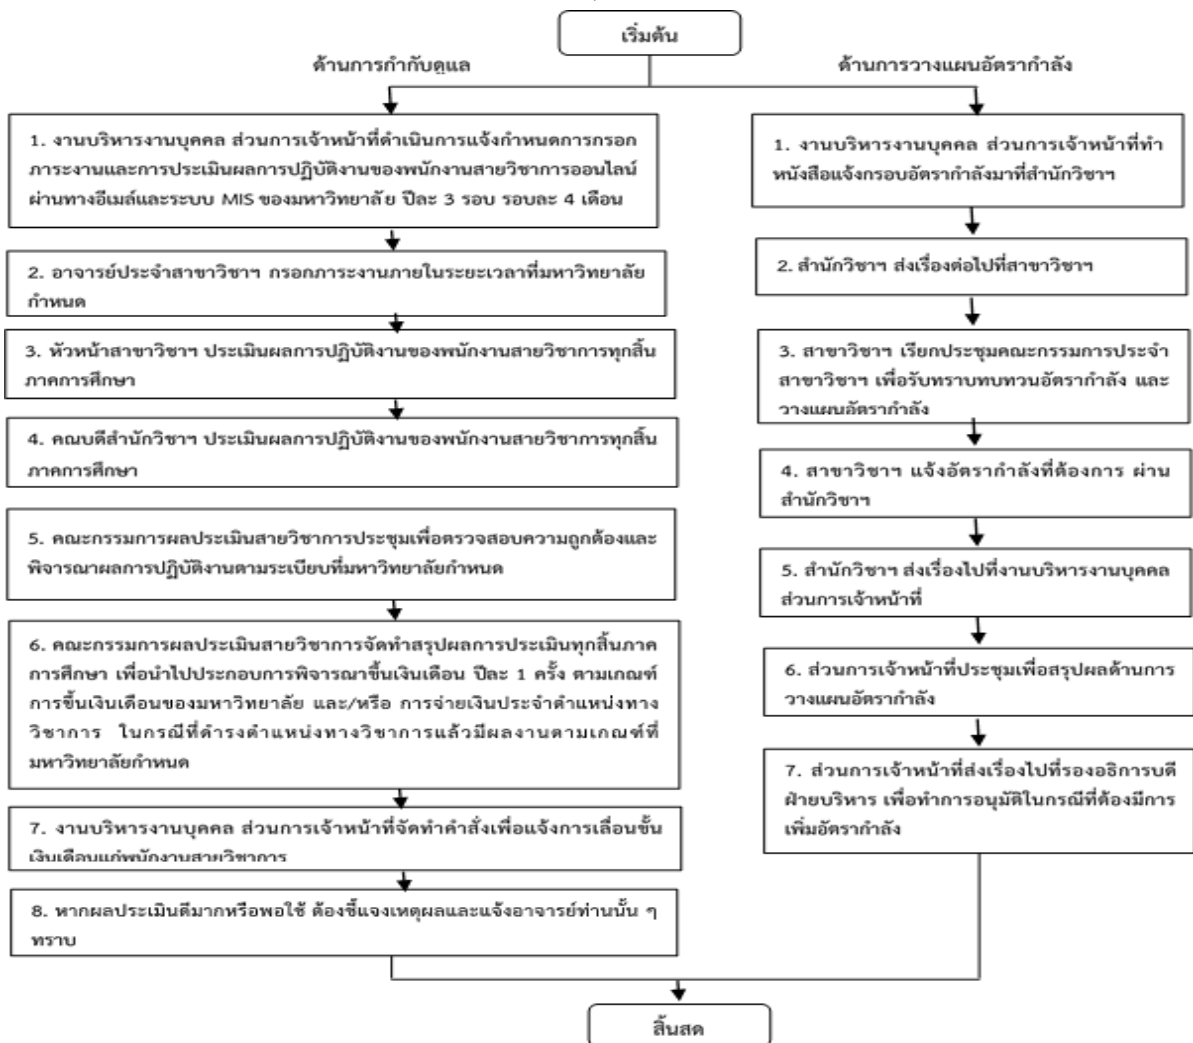 เริ่มต้น
ด้านการกำกับดูแล
ด้านการวางแผนอัตรากำลัง
1. งานบริหารงานบุคคล ส่วนการเจ้าหน้าที่ดำเนินการแจ้งกำหนดการกรอก
ภาระงานและการประเมินผลการปฏิบัติงานของพนักงานสายวิชาการออนไลน์
ผ่านทางอีเมล์และระบบ MIS ของมหาวิทยาลัย ปีละ 3 รอบ รอบละ 4 เดือน
2. อาจารย์ประจำสาขาวิชาฯ กรอกภาระงานภายในระยะเวลาที่มหาวิทยาลัย
กำหนด
3. หัวหน้าสาขาวิชาฯ ประเมินผลการปฏิบัติงานของพนักงานสายวิชาการทุกสิ้น
ภาคการศึกษา
4. คณบดีสำนักวิชาฯ ประเมินผลการปฏิบัติงานของพนักงานสายวิชาการทุกสิ้น
ภาคการศึกษา
5. คณะกรรมการผลประเมินสายวิชาการประชุมเพื่อตรวจสอบความถูกต้องและ
พิจารณาผลการปฏิบัติงานตามระเบียบที่มหาวิทยาลัยกำหนด
6. คณะกรรมการผลประเมินสายวิชาการจัดทำสรุปผลการประเมินทุกสิ้นภาค
การศึกษา เพื่อนำไปประกอบการพิจารณาขึ้นเงินเดือน ปีละ 1 ครั้ง ตามเกณฑ์
การขึ้นเงินเดือนของมหาวิทยาลัย และ/หรือ การจ่ายเงินประจำตำแหน่งทาง
วิชาการ ในกรณีที่ดำรงตำแหน่งทางวิชาการแล้วมีผลงานตามเกณฑ์ที่
มหาวิทยาลัยกำหนด
7. งานบริหารงานบุคคล ส่วนการเจ้าหน้าที่จัดทำคำสั่งเพื่อแจ้งการเลื่อนขั้น
เงินเดือนแก่พนักงานสายวิชาการ
8. หากผลประเมินดีมากหรือพอใช้ ต้องชี้แจงเหตุผลและแจ้งอาจารย์ท่านนั้น ๆ
ทราบ
1. งานบริหารงานบุคคล ส่วนการเจ้าหน้าที่ทำ
หนังสือแจ้งกรอบอัตรากำลังมาที่สำนักวิชาฯ
2. สำนักวิชาฯ ส่งเรื่องต่อไปที่สาขาวิชาฯ
3. สาขาวิชาฯ เรียกประชุมคณะกรรมการประจำ
สาขาวิชาฯ เพื่อรับทราบทบทวนอัตรากำลัง และ
วางแผนอัตรากำลัง
4. สาขาวิชาฯ แจ้งอัตรากำลังที่ต้องการ ผ่าน
สำนักวิชาฯ
5. สำนักวิชาฯ ส่งเรื่องไปที่งานบริหารงานบุคคล
ส่วนการเจ้าหน้าที่
6. ส่วนการเจ้าหน้าที่ประชุมเพื่อสรุปผลด้านการ
วางแผนอัตรากำลัง
7. ส่วนการเจ้าหน้าที่ส่งเรื่องไปที่รองอธิการบดี
ฝ่ายบริหาร เพื่อทำการอนุมัติในกรณีที่ต้องมีการ
เพิ่มอัตรากำลัง
สิ้นสุด